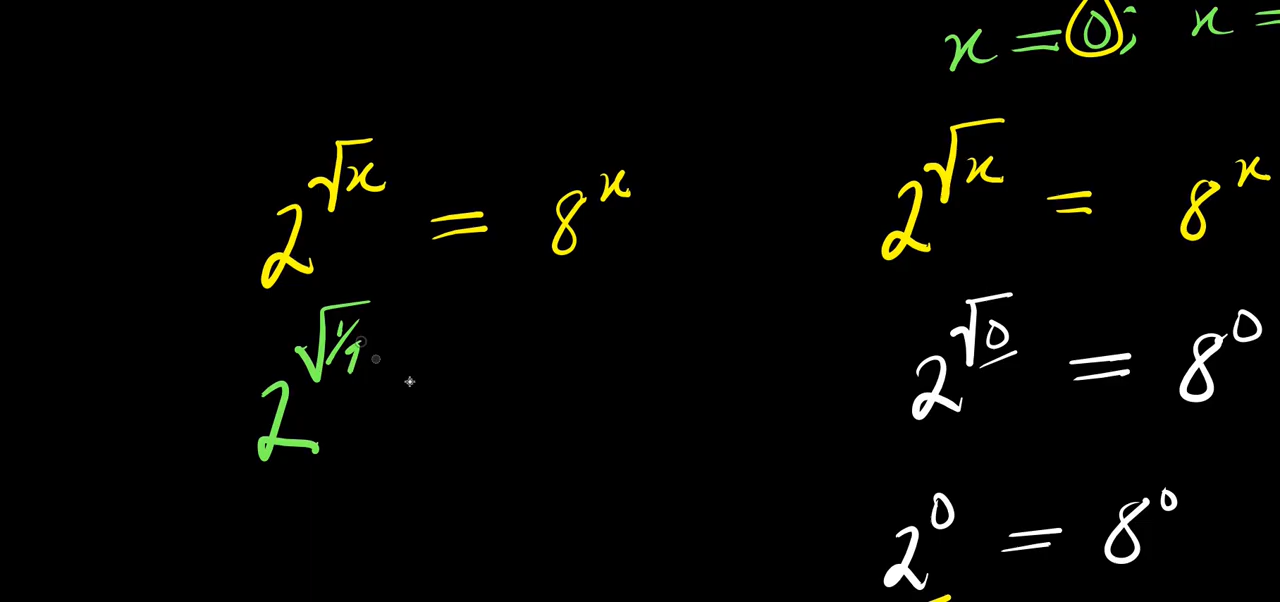 x = 0; x =
2^√x = 8^x
2^√x = 8^x
2^√(1/9)
2^√0 = 8^0
2^0 = 8^0